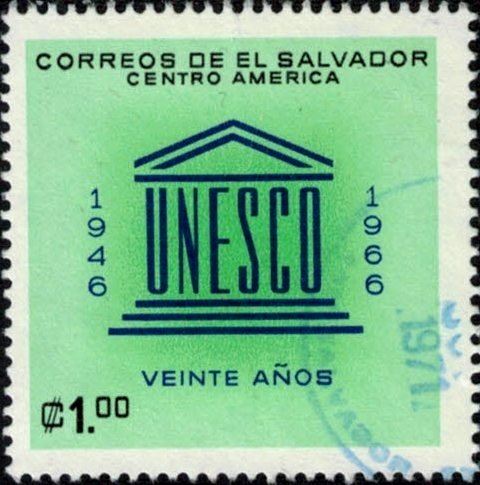 CORREOS DE EL SALVADOR
CENTRO AMERICA
1946
UNESCO
1966
VEINTE AÑOS
₡1.00
1971